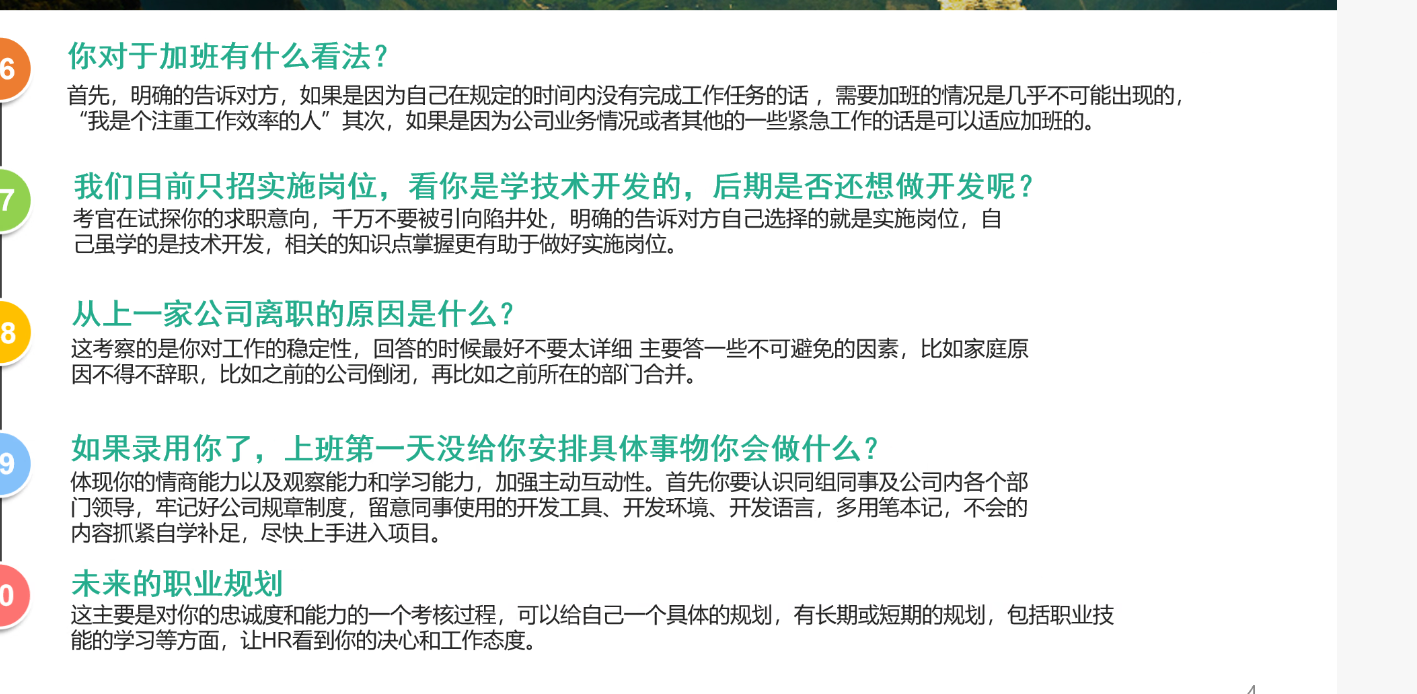 6
你对于加班有什么看法？
首先，明确的告诉对方，如果是因为自己在规定的时间内没有完成工作任务的话 ，需要加班的情况是几乎不可能出现的，
“我是个注重工作效率的人”其次，如果是因为公司业务情况或者其他的一些紧急工作的话是可以适应加班的。
7
我们目前只招实施岗位，看你是学技术开发的，后期是否还想做开发呢？
考官在试探你的求职意向，千万不要被引向陷井处，明确的告诉对方自己选择的就是实施岗位，自
己虽学的是技术开发，相关的知识点掌握更有助于做好实施岗位。
8
从上一家公司离职的原因是什么？
这考察的是你对工作的稳定性，回答的时候最好不要太详细 主要答一些不可避免的因素，比如家庭原
因不得不辞职，比如之前的公司倒闭，再比如之前所在的部门合并。
9
如果录用你了，上班第一天没给你安排具体事物你会做什么？
体现你的情商能力以及观察能力和学习能力，加强主动互动性。首先你要认识同组同事及公司内各个部
门领导，牢记好公司规章制度，留意同事使用的开发工具、开发环境、开发语言，多用笔本记，不会的
内容抓紧自学补足，尽快上手进入项目。
0
未来的职业规划
这主要是对你的忠诚度和能力的一个考核过程，可以给自己一个具体的规划，有长期或短期的规划，包括职业技
能的学习等方面，让HR看到你的决心和工作态度。
4